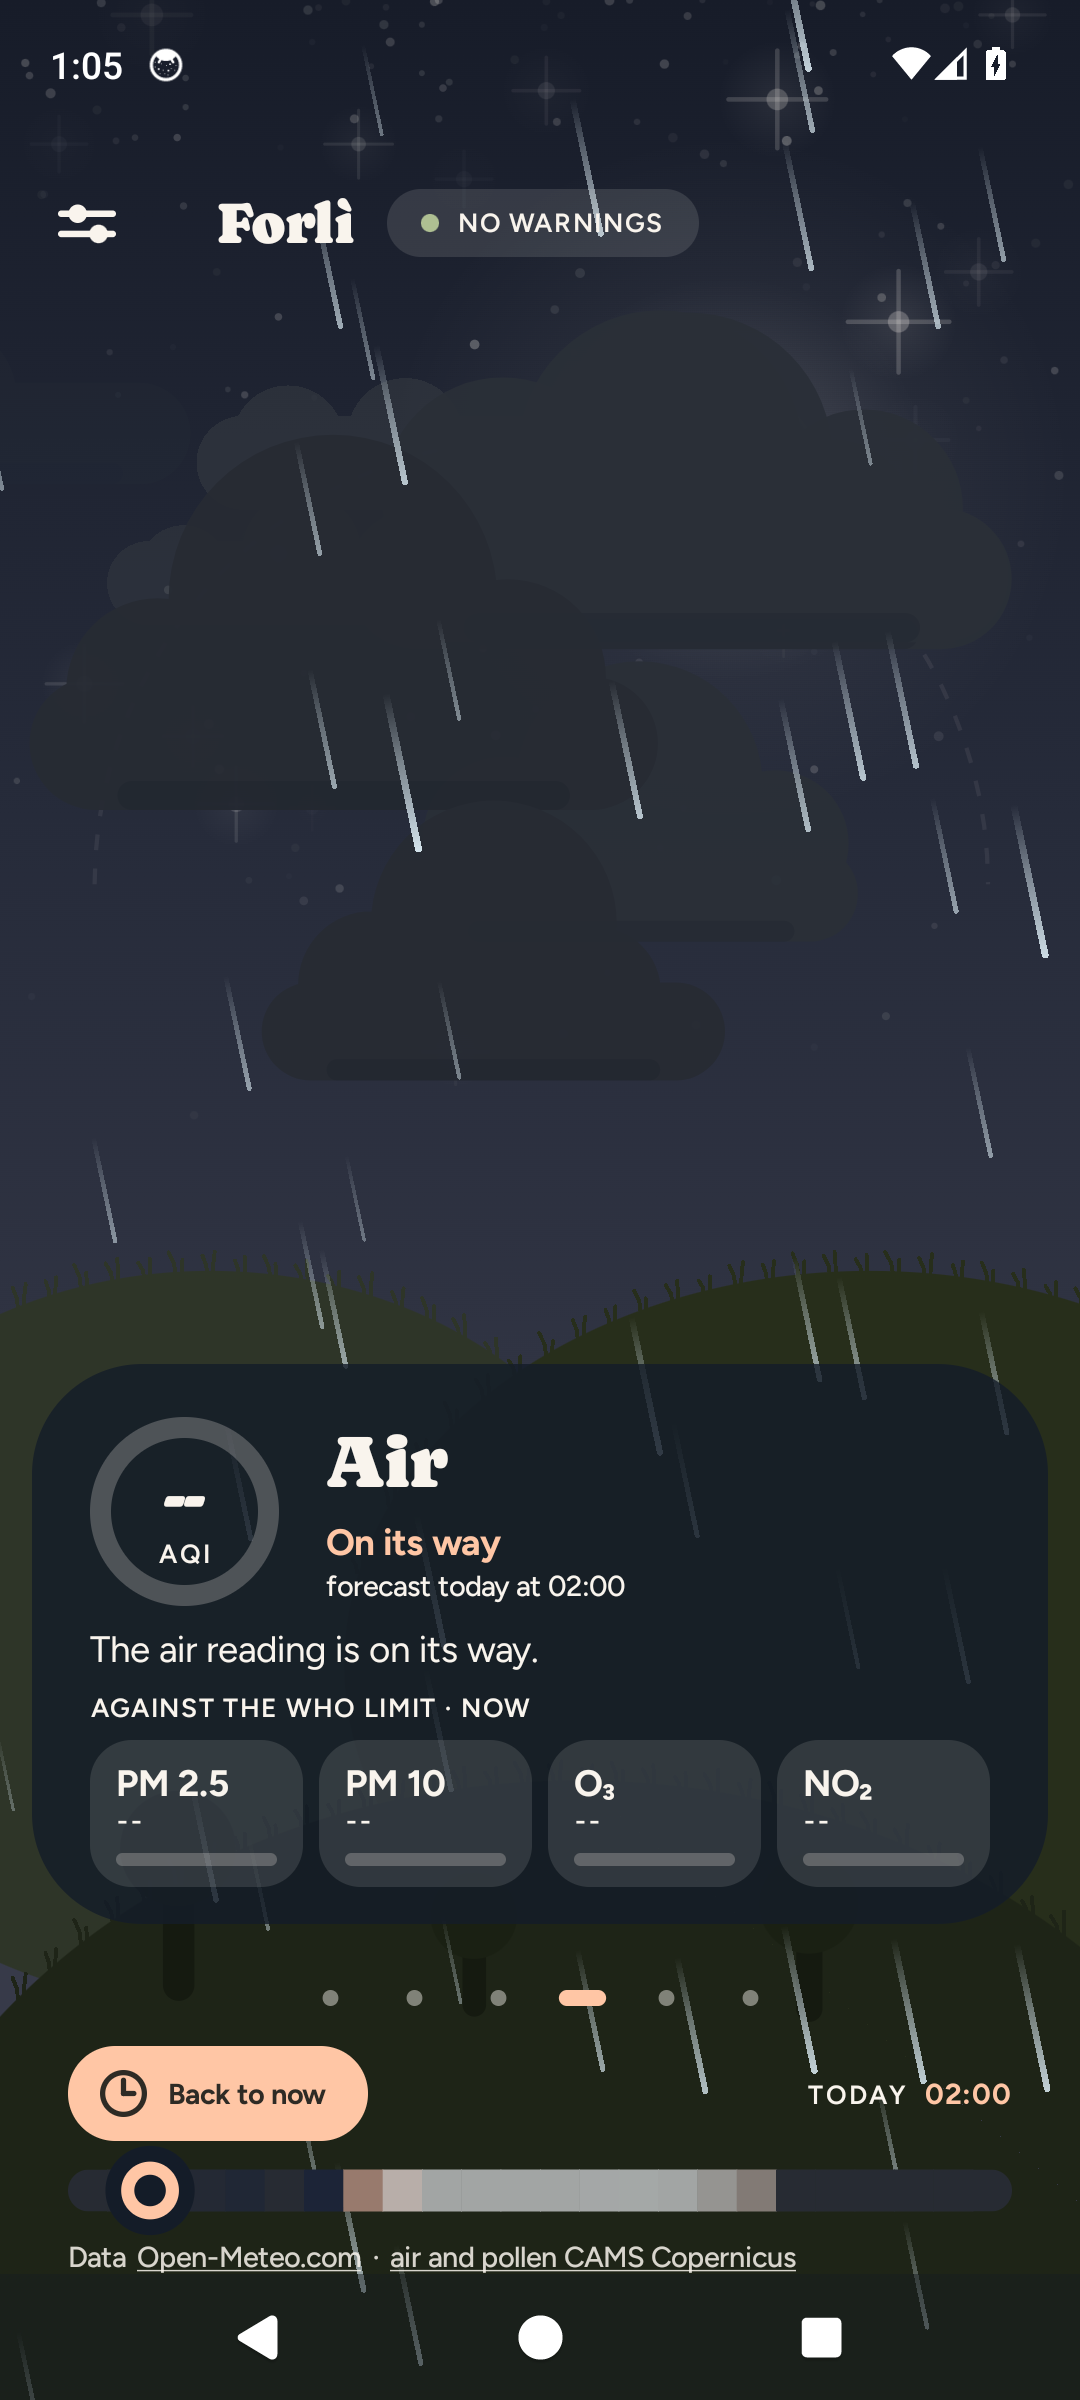 1:05
Forlì
NO WARNINGS
--
AQI
Air
On its way
forecast today at 02:00
The air reading is on its way.
AGAINST THE WHO LIMIT · NOW
PM 2.5
--
PM 10
--
O₃
--
NO₂
--
Back to now
TODAY 02:00
Data Open-Meteo.com · air and pollen CAMS Copernicus